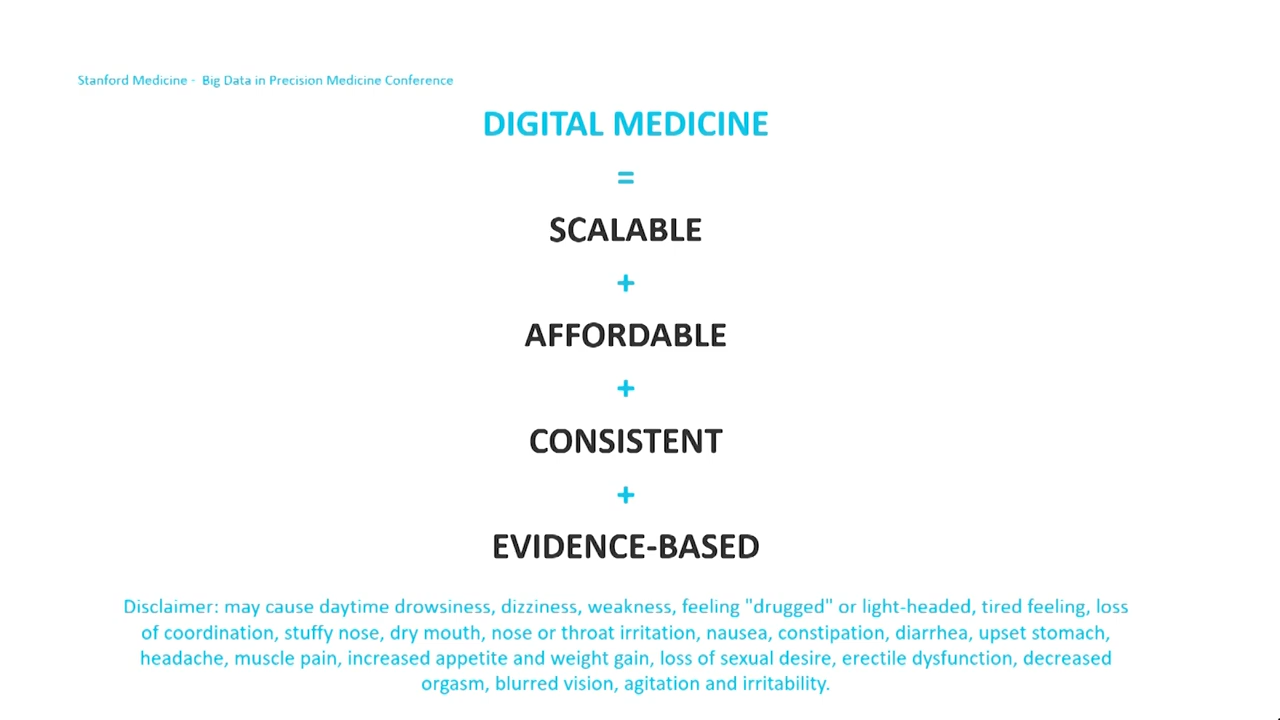 Stanford Medicine - Big Data in Precision Medicine Conference
DIGITAL MEDICINE
=
SCALABLE
+
AFFORDABLE
+
CONSISTENT
+
EVIDENCE-BASED
Disclaimer: may cause daytime drowsiness, dizziness, weakness, feeling "drugged" or light-headed, tired feeling, loss
of coordination, stuffy nose, dry mouth, nose or throat irritation, nausea, constipation, diarrhea, upset stomach,
headache, muscle pain, increased appetite and weight gain, loss of sexual desire, erectile dysfunction, decreased
orgasm, blurred vision, agitation and irritability.